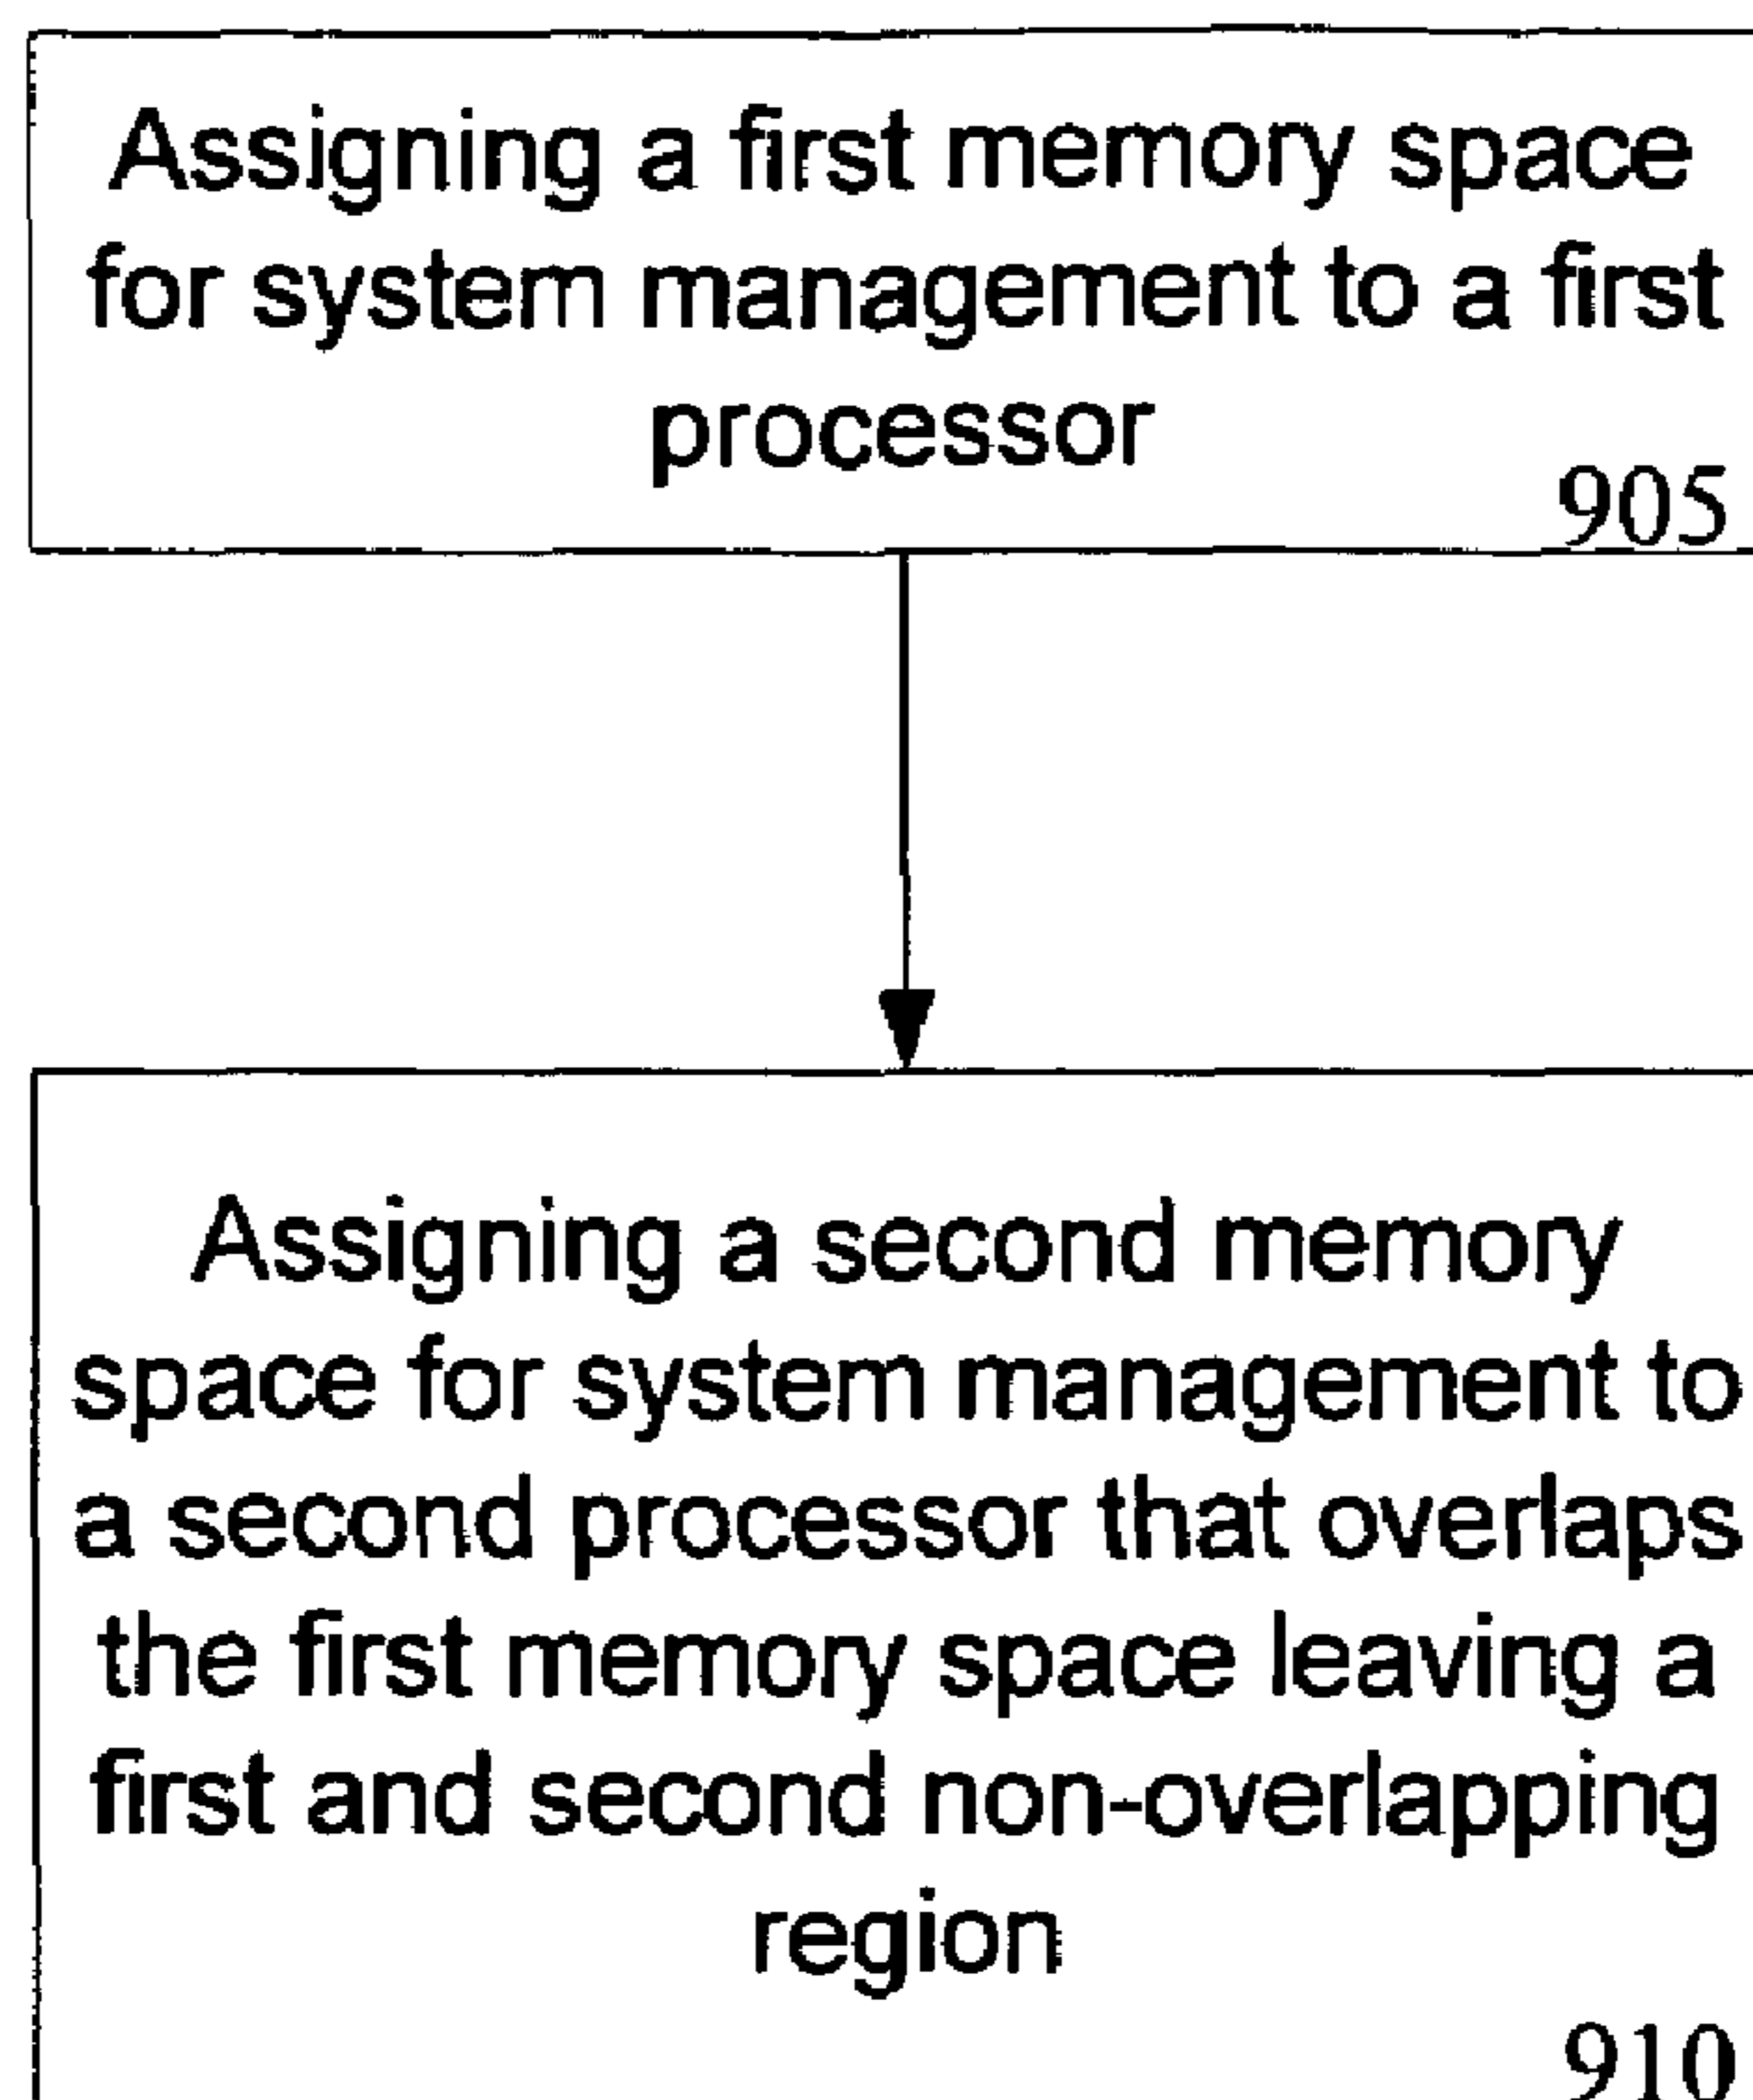 Assigning a first memory space
for system management to a first
processor
905
Assigning a second memory
space for system management to
a second processor that overlaps
the first memory space leaving a
first and second non-overlapping
region
910